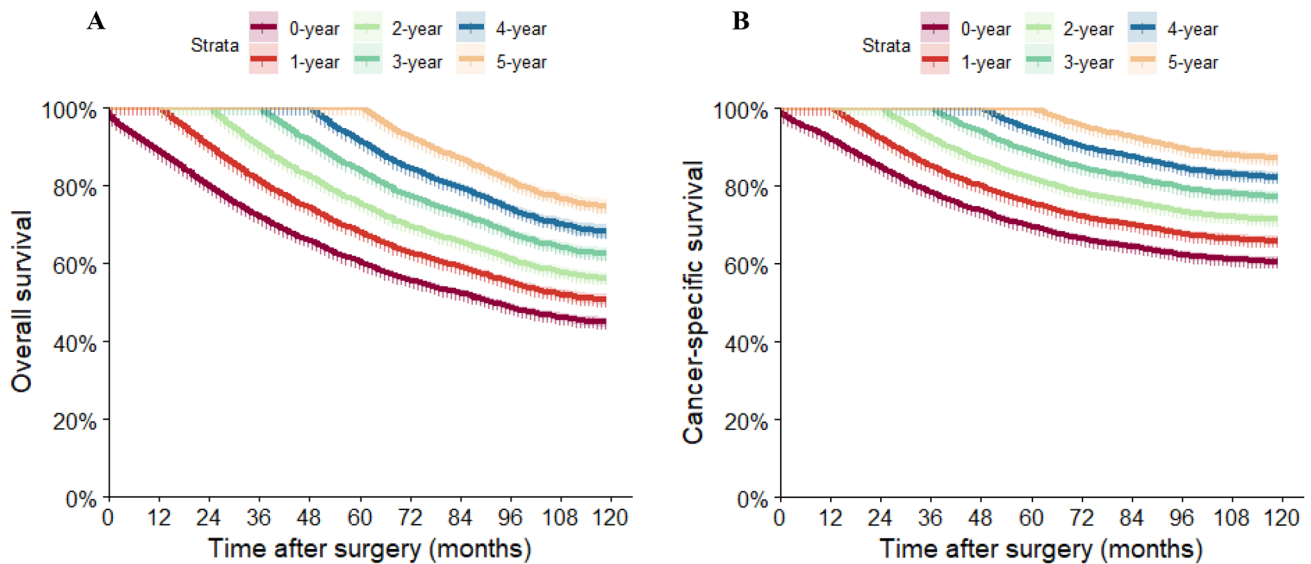 A
Strata
0-year
2-year
4-year
1-year
3-year
5-year
Overall survival
100%
80%
60%
40%
20%
0%
0 12 24 36 48 60 72 84 96 108 120
Time after surgery (months)
B
Strata
0-year
2-year
4-year
1-year
3-year
5-year
Cancer-specific survival
100%
80%
60%
40%
20%
0%
0 12 24 36 48 60 72 84 96 108 120
Time after surgery (months)